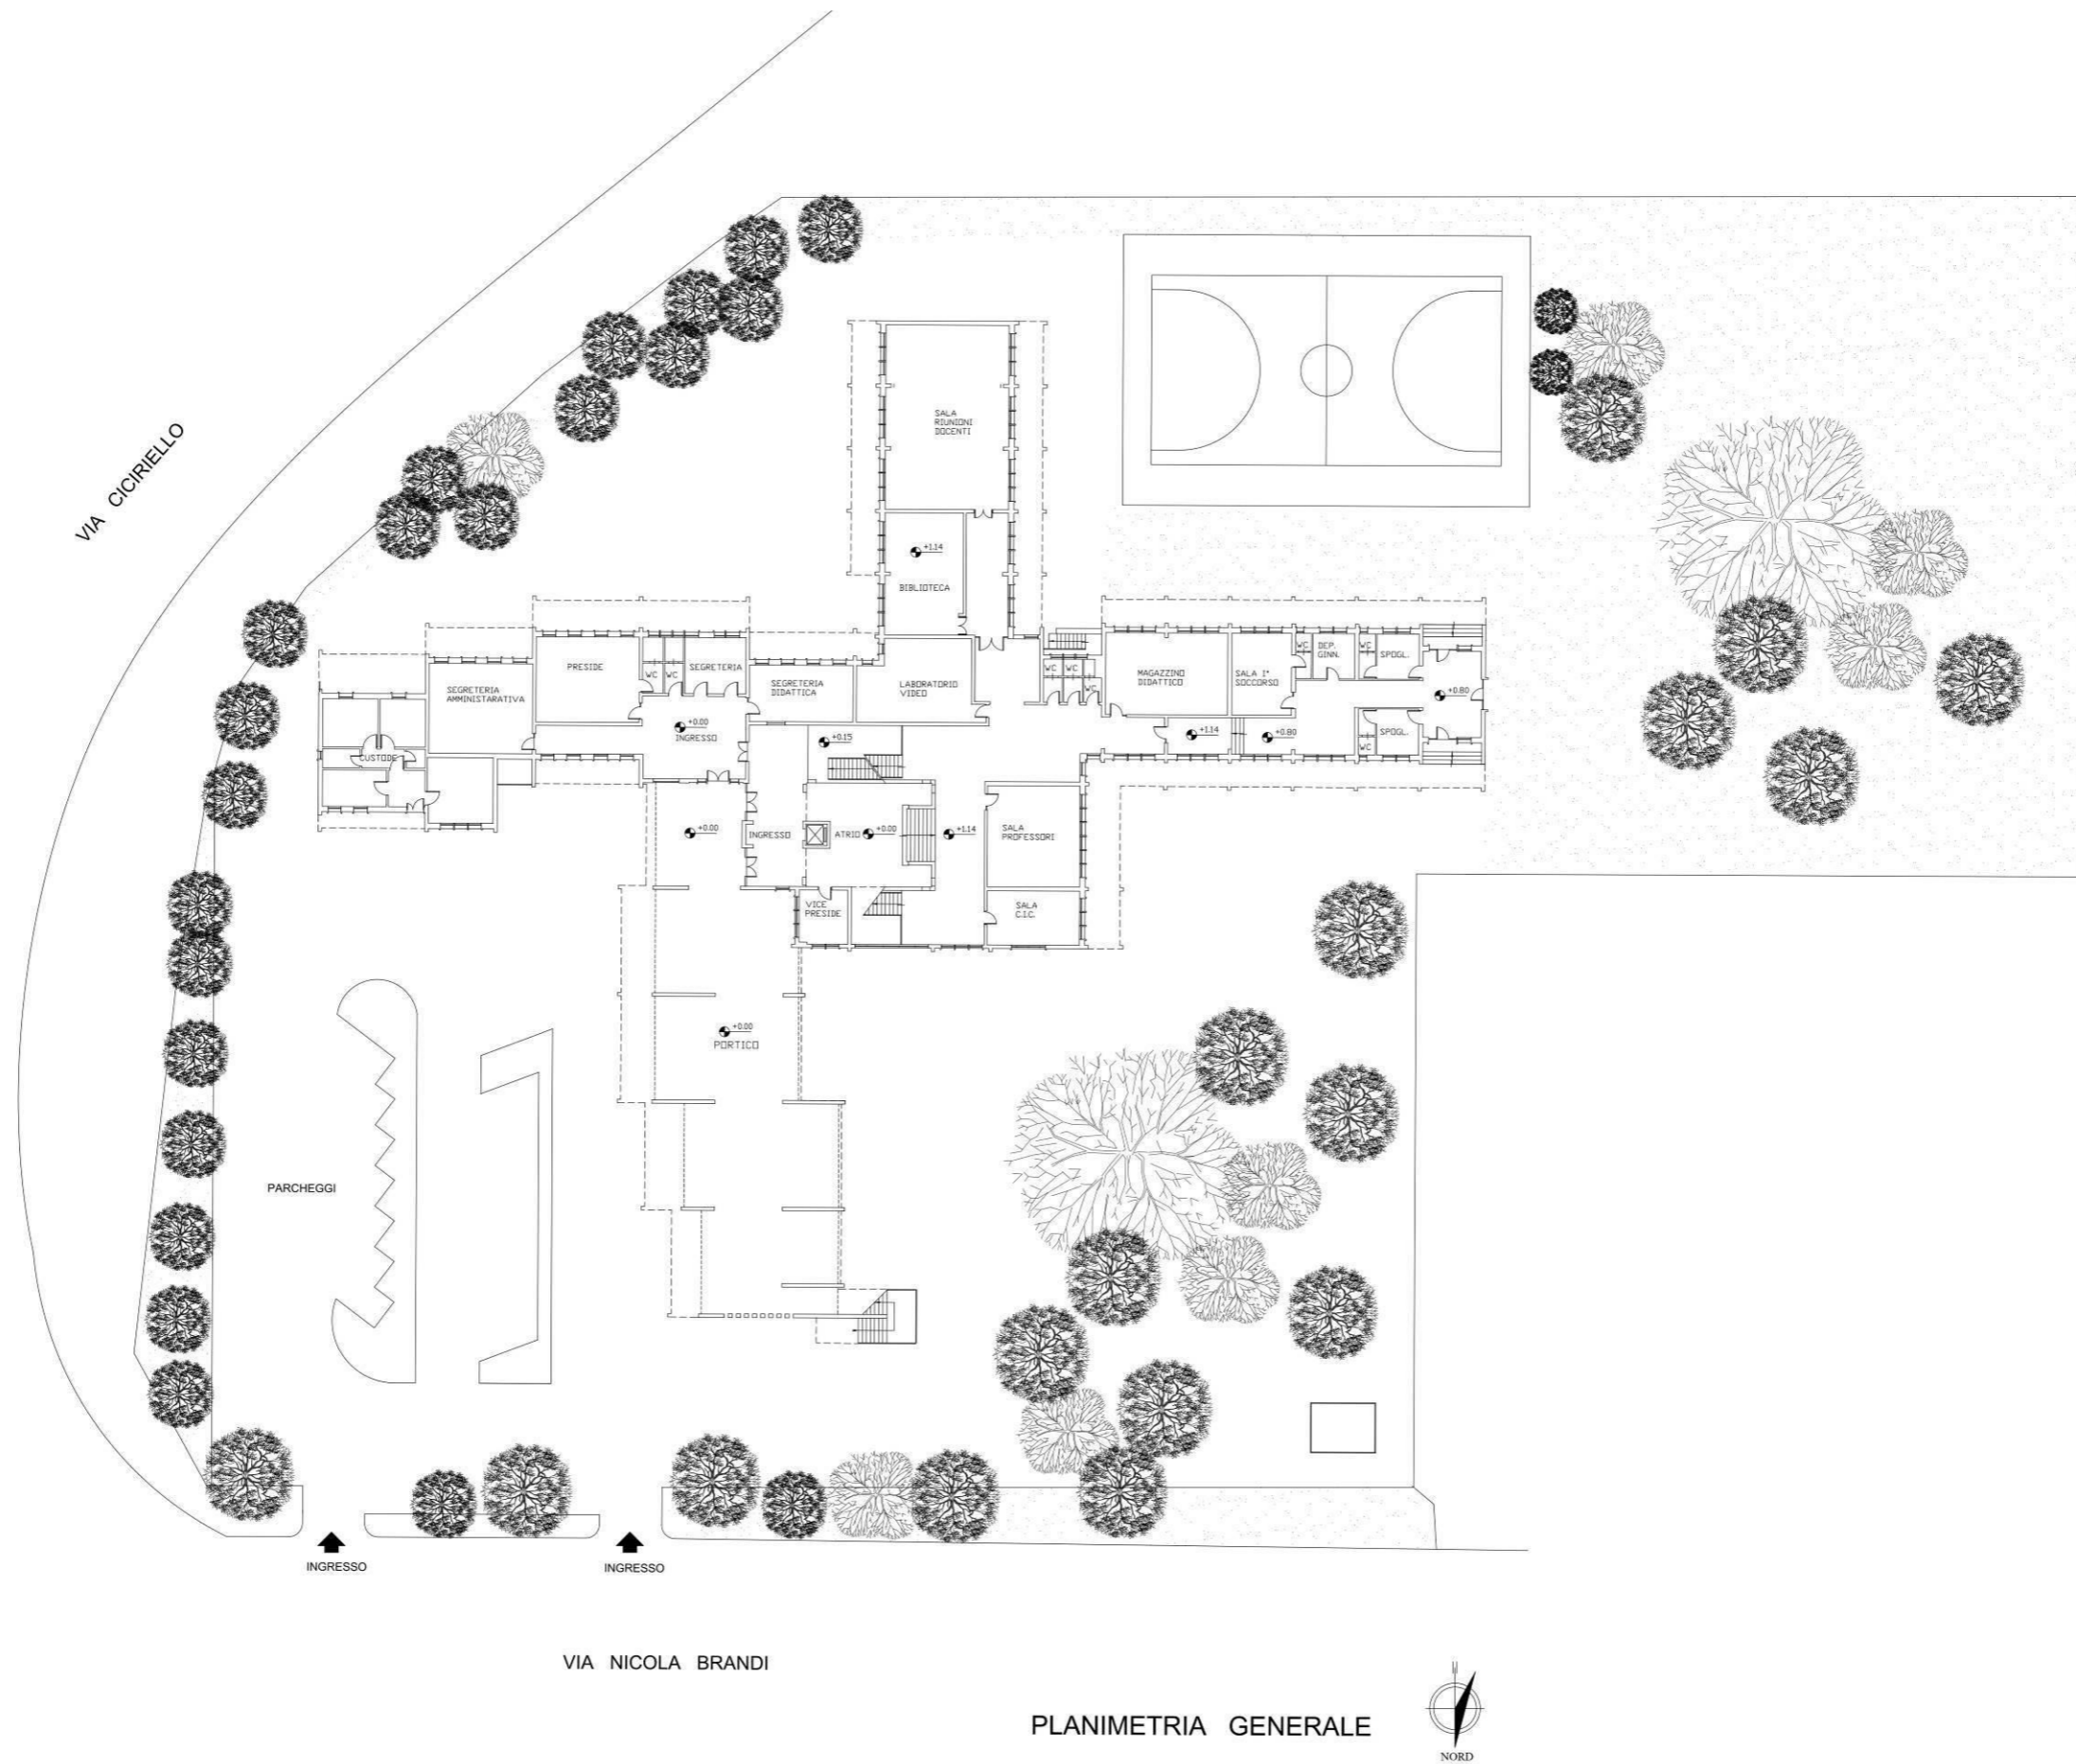 VIA CICIRIELLO
SALA
RIUNIONI
DOCENTI
+1.14
BIBLIOTECA
PRESIDE
WC
WC
SEGRETERIA
SEGRETERIA
AMMINISTARATIVA
SEGRETERIA
DIDATTICA
LABORATORIO
VIDEO
WC
WC
WC
MAGAZZINO
DIDATTICO
SALA 1°
SOCCORSO
WC
DEP.
GINN.
WC
SPOGL.
+0.80
+0.00
INGRESSO
+0.15
+1.14
+0.80
SPOGL.
WC
CUSTODE
+0.00
INGRESSO
ATRIO
+0.00
+1.14
SALA
PROFESSORI
VICE
PRESIDE
SALA
C.I.C.
+0.00
PORTICO
PARCHEGGI
INGRESSO
INGRESSO
VIA NICOLA BRANDI
PLANIMETRIA GENERALE
NORD